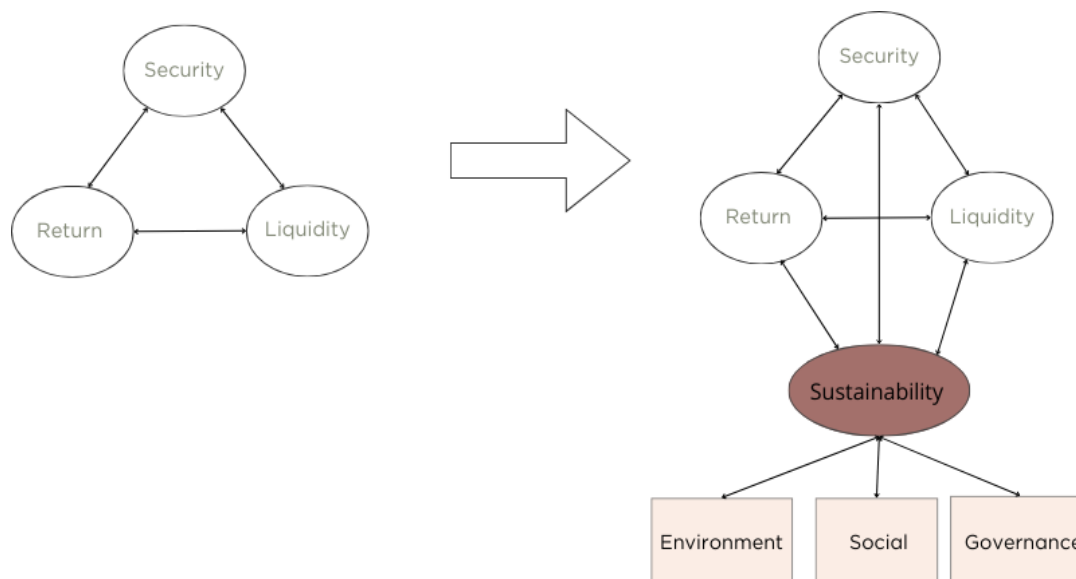 Security
Return
Liquidity
Security
Return
Liquidity
Sustainability
Environment
Social
Governance